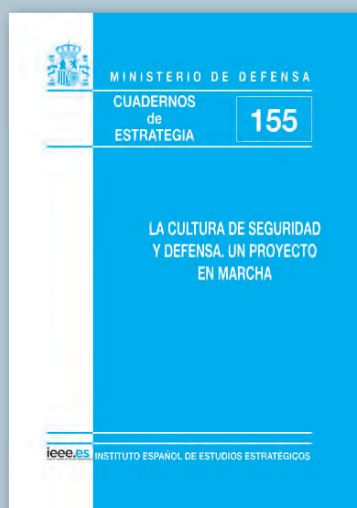 MINISTERIO DE DEFENSA
CUADERNOS
de
ESTRATEGIA
155
LA CULTURA DE SEGURIDAD
Y DEFENSA. UN PROYECTO
EN MARCHA
ieee.es
INSTITUTO ESPAÑOL DE ESTUDIOS ESTRATÉGICOS